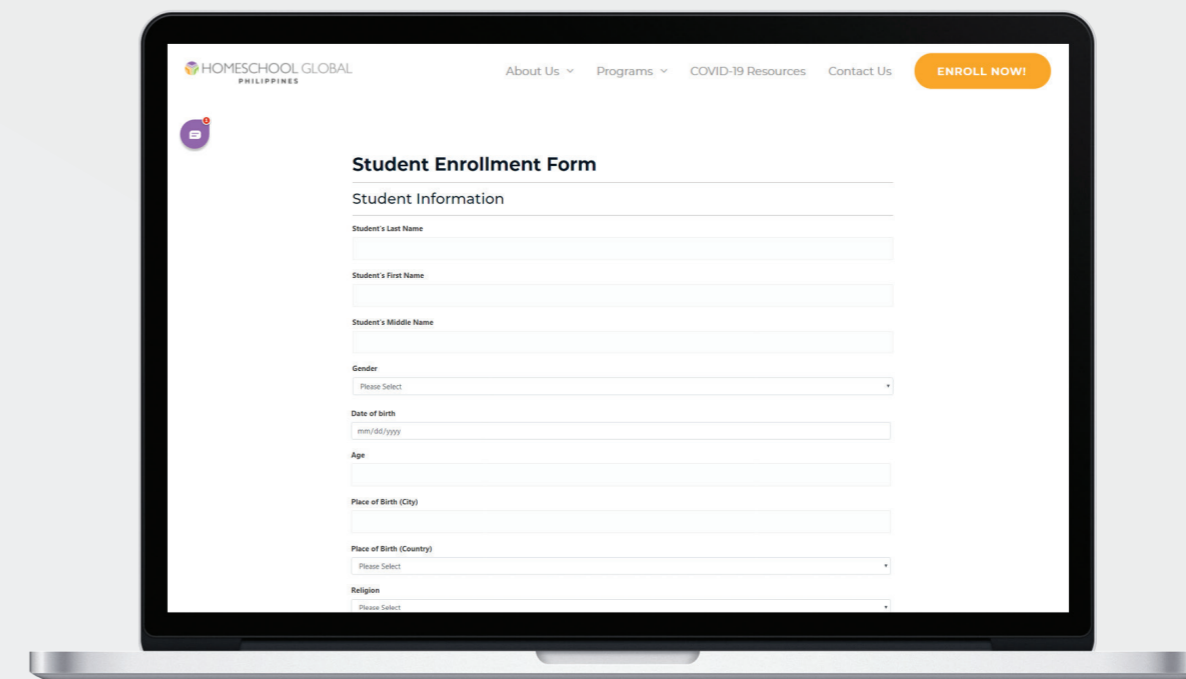 HOMESCHOOL GLOBAL
PHILIPPINES
About Us
Programs
COVID-19 Resources
Contact Us
ENROLL NOW!
1
Student Enrollment Form
Student Information
Student's Last Name
Student's First Name
Student's Middle Name
Gender
Please Select
Date of birth
mm/dd/yyyy
Age
Place of Birth (City)
Place of Birth (Country)
Please Select
Religion
Please Select